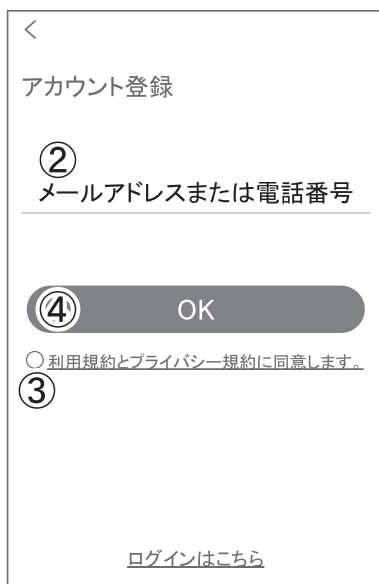 <
アカウント登録
②
メールアドレスまたは電話番号
④ OK
○利用規約とプライバシー規約に同意します。
③
ログインはこちら